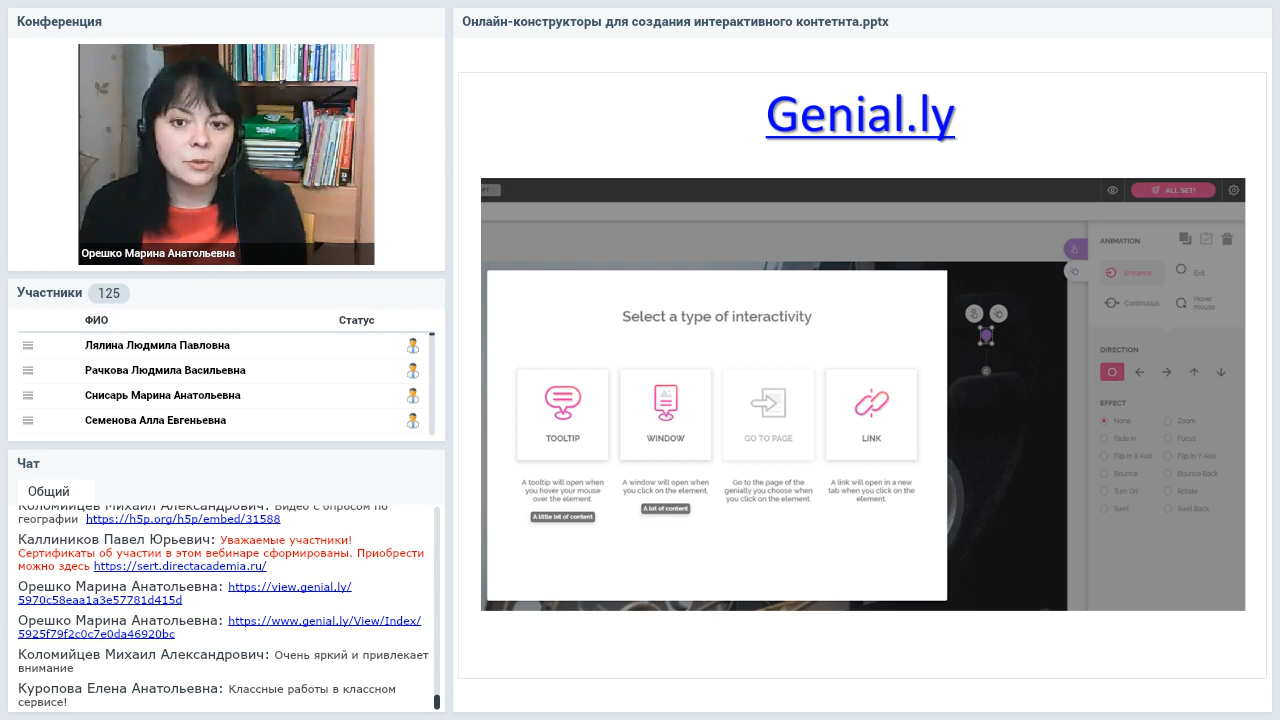 Конференция
Орешко Марина Анатольевна
Участники 125
ФИО Статус
Лялина Людмила Павловна
Рачкова Людмила Васильевна
Снисарь Марина Анатольевна
Семенова Алла Евгеньевна
Чат
Общий
Коломийцев Михаил Александрович: Видео с опросом по
географии https://h5p.org/h5p/embed/31588
Каллиников Павел Юрьевич: Уважаемые участники!
Сертификаты об участии в этом вебинаре сформированы. Приобрести
можно здесь https://sert.directacademia.ru/
Орешко Марина Анатольевна: https://view.genial.ly/
5970c58eaa1a3e57781d415d
Орешко Марина Анатольевна: https://www.genial.ly/View/Index/
5925f79f2c0c7e0da46920bc
Коломийцев Михаил Александрович: Очень яркий и привлекает
внимание
Куропова Елена Анатольевна: Классные работы в классном
сервисе!
Онлайн-конструкторы для создания интерактивного контетнта.pptx
Genial.ly
ALL SET!
Select a type of interactivity
TOOLTIP
A tooltip will open when
you hover your mouse
over the element.
A little bit of content
WINDOW
A window will open when
you click on the element.
A lot of content
GO TO PAGE
Go to the page of the
genially you choose when
you click on the element.
LINK
A link will open in a new
tab when you click on the
element.
ANIMATION
Entrance Exit
Continuous Hover
mouse
DIRECTION
EFFECT
None Zoom
Fade In Focus
Flip In X Axis Flip In Y Axis
Bounce Bounce Back
Turn On Rotate
Swirl Swirl Back